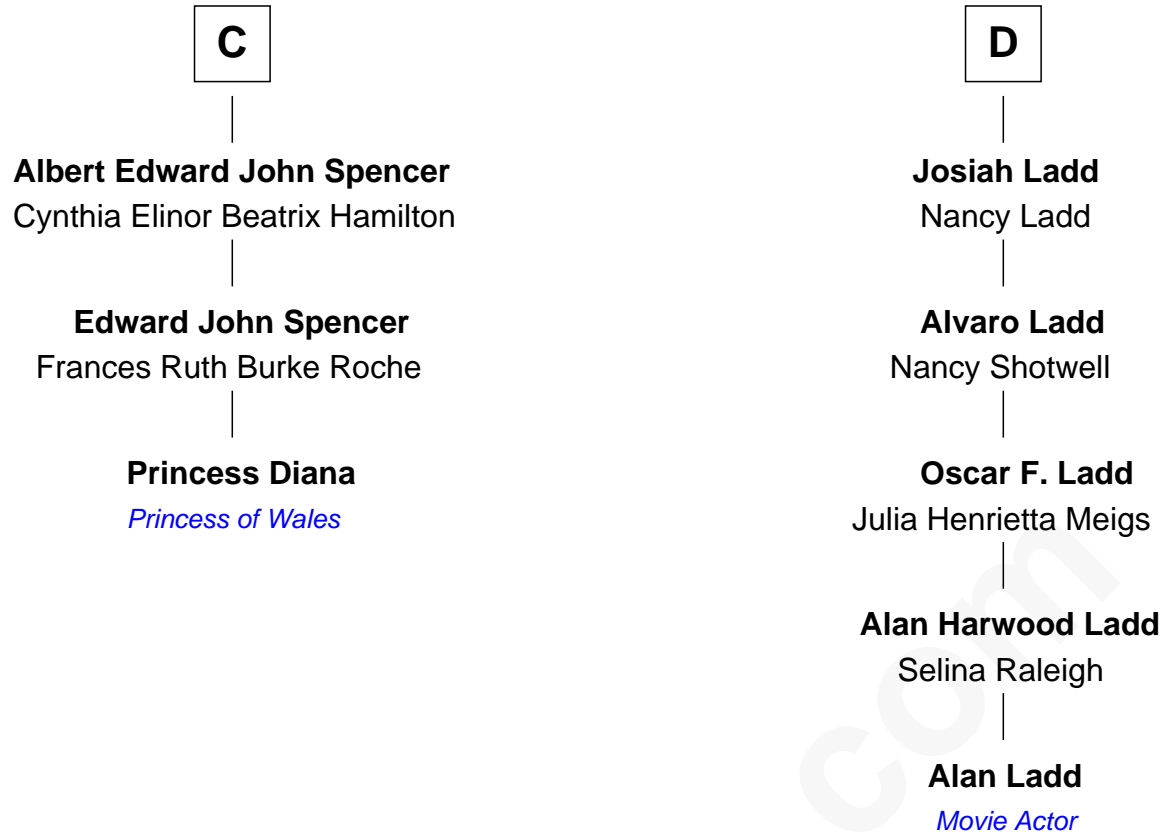 C
Albert Edward John Spencer
Cynthia Elinor Beatrix Hamilton
Edward John Spencer
Frances Ruth Burke Roche
Princess Diana
Princess of Wales
D
Josiah Ladd
Nancy Ladd
Alvaro Ladd
Nancy Shotwell
Oscar F. Ladd
Julia Henrietta Meigs
Alan Harwood Ladd
Selina Raleigh
Alan Ladd
Movie Actor
com